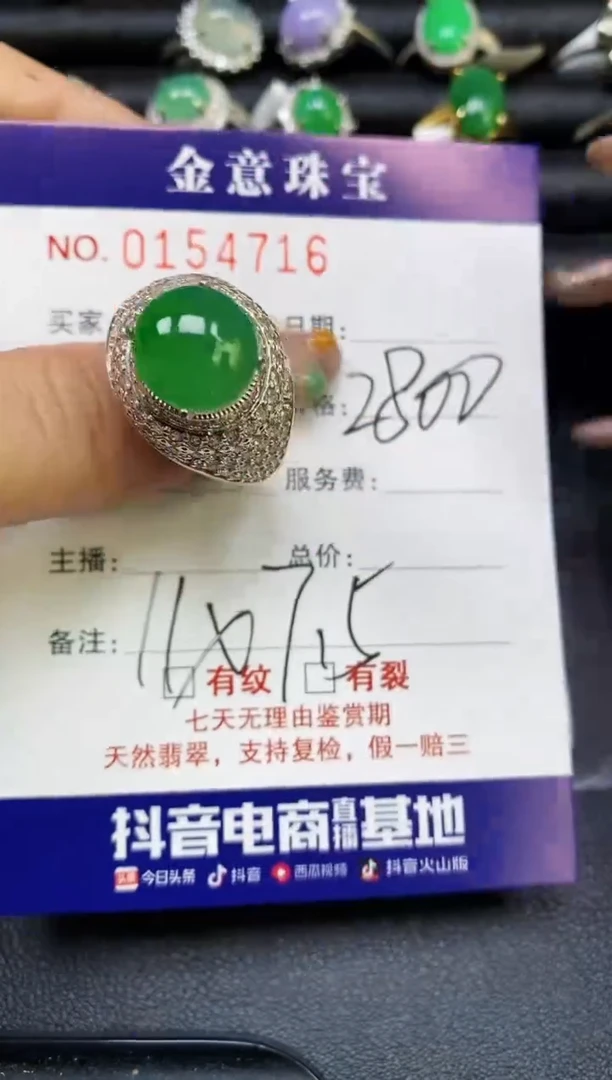 金意珠宝
NO. 0154716
买家 日期:
格: 2800
服务费:
主播: 总价:
备注:
有纹 有裂
七天无理由鉴赏期
天然翡翠，支持复检，假一赔三
抖音电商直播基地
头条 今日头条 抖音 西瓜视频 抖音火山版